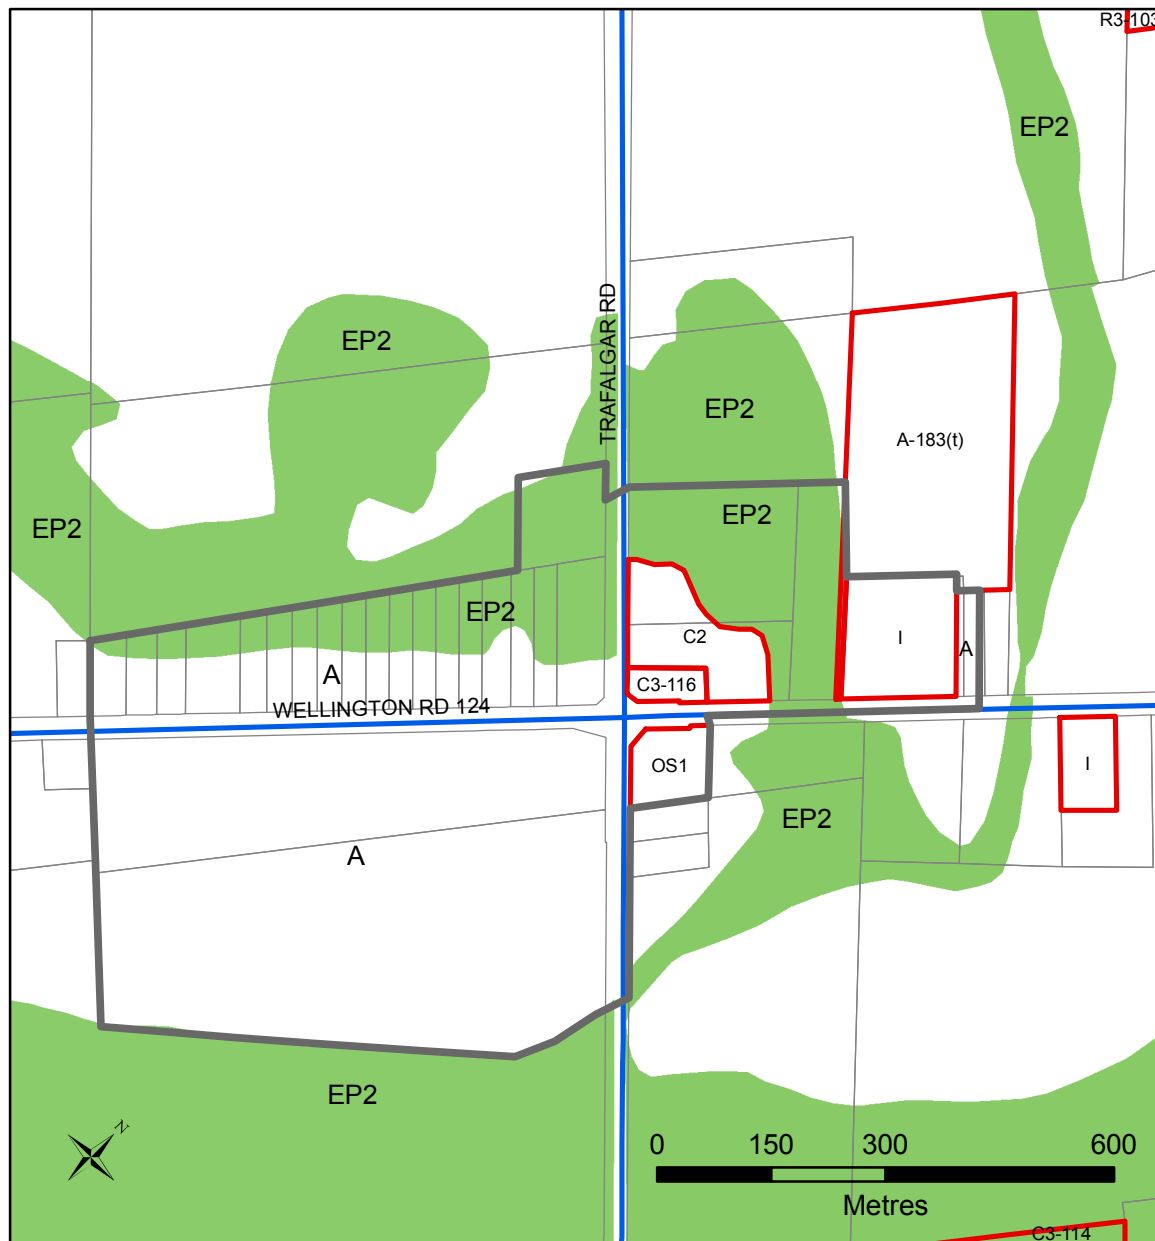 R3-103
EP2
EP2
TRAFALGAR RD
EP2
A-183(t)
EP2
EP2
EP2
C2
I
A
A
C3-116
WELLINGTON RD 124
OS1
I
EP2
A
EP2
N
0 150 300 600
Metres
C3-114